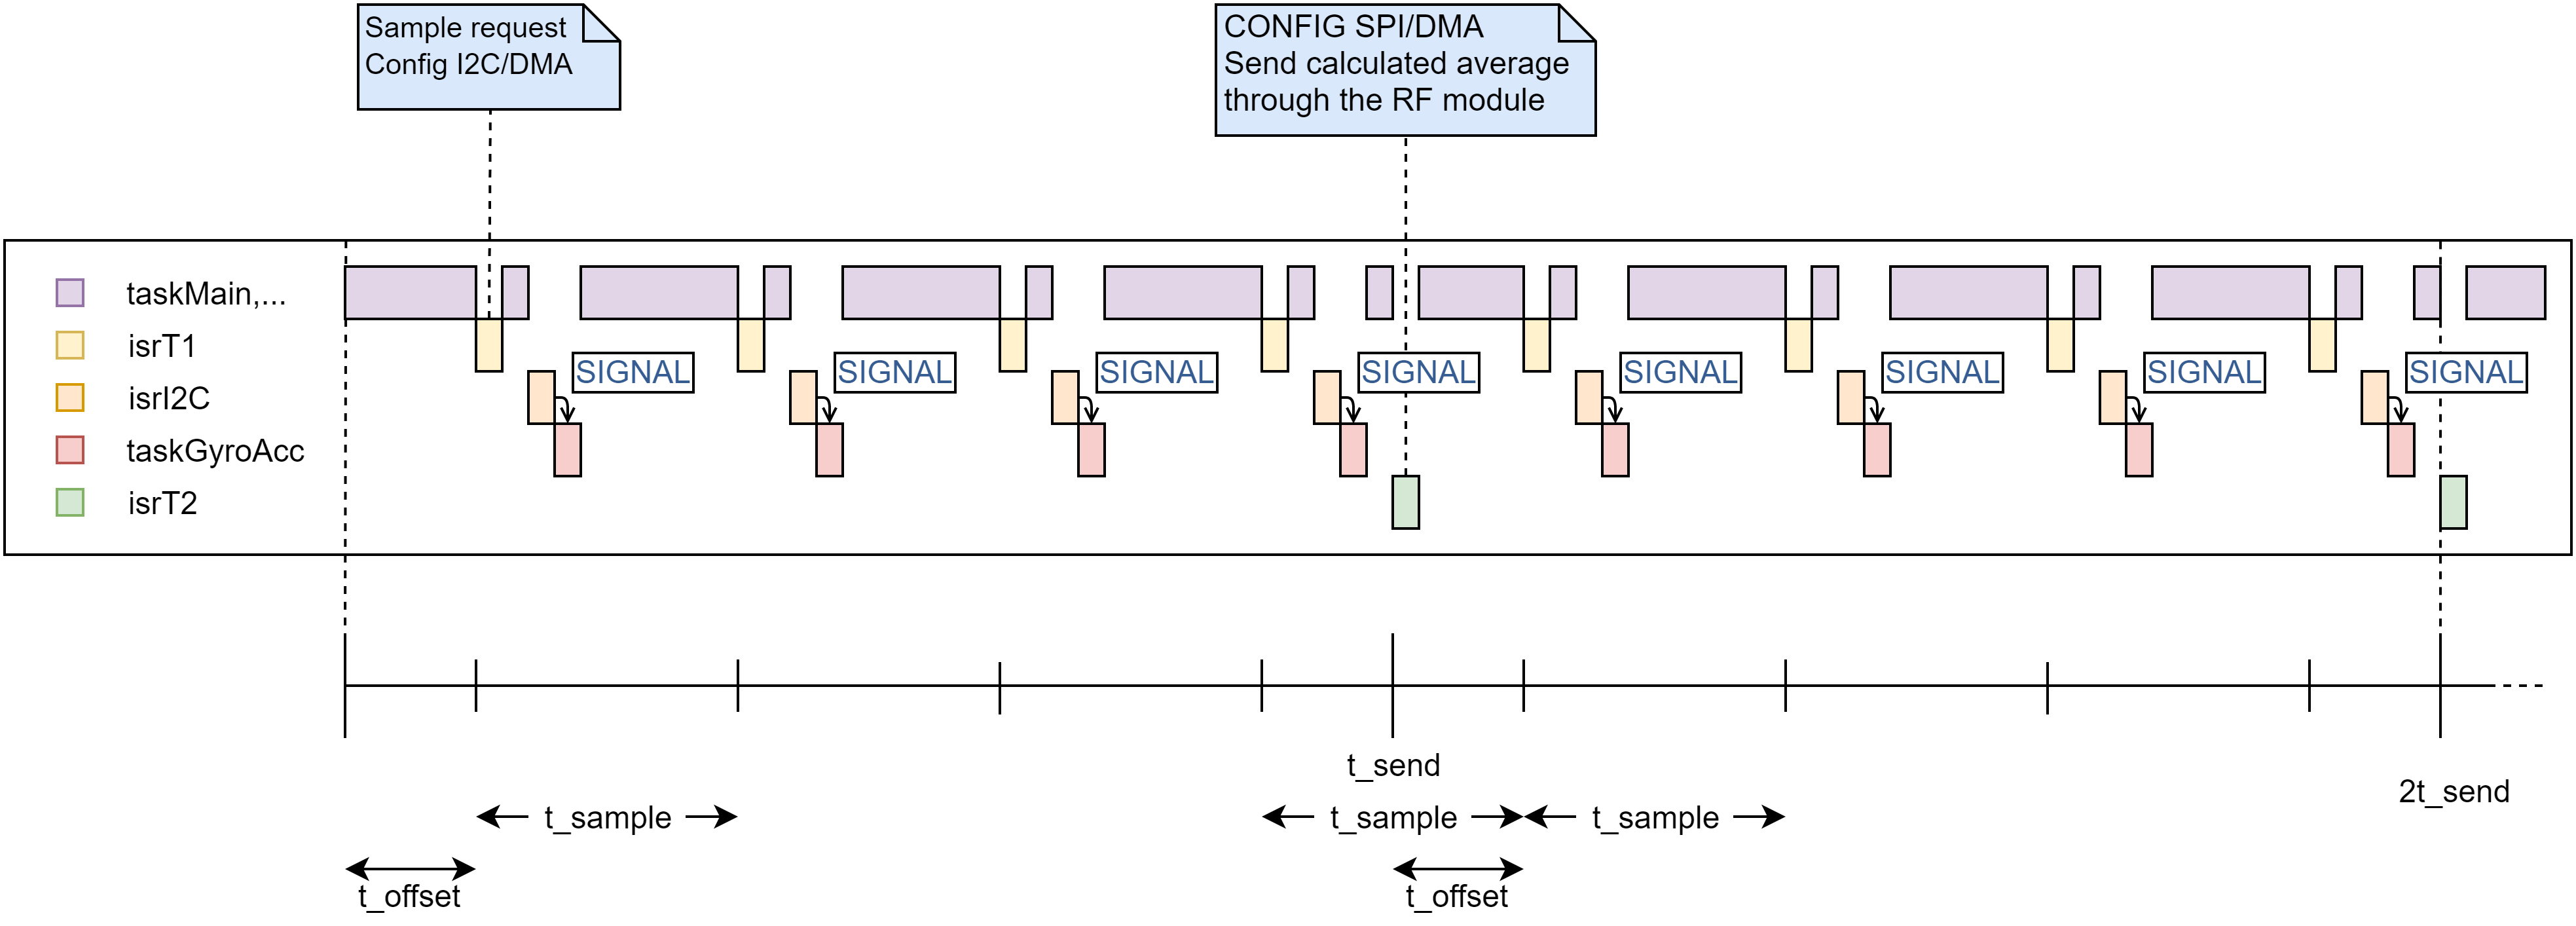 Sample request
Config I2C/DMA
CONFIG SPI/DMA
Send calculated average
through the RF module
taskMain,...
isrT1
isrI2C
taskGyroAcc
isrT2
SIGNAL
SIGNAL
SIGNAL
SIGNAL
SIGNAL
SIGNAL
SIGNAL
SIGNAL
t_send
2t_send
t_sample
t_sample
t_sample
t_offset
t_offset